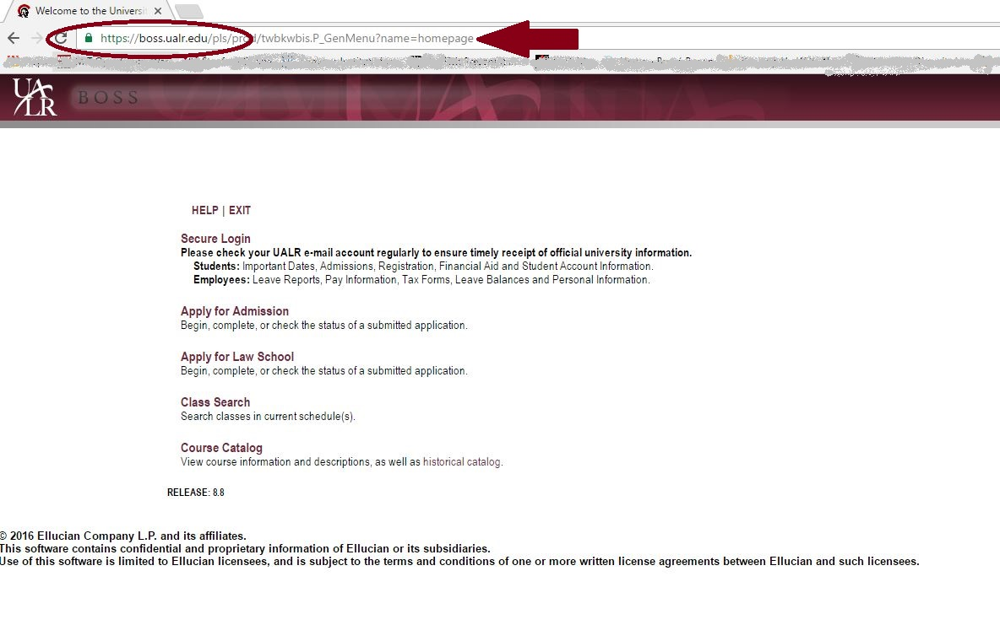 Welcome to the Universi
https://boss.ualr.edu/pls/prod/twbkwbis.P_GenMenu?name=homepage
UALR
BOSS
HELP | EXIT
Secure Login
Please check your UALR e-mail account regularly to ensure timely receipt of official university information.
Students: Important Dates, Admissions, Registration, Financial Aid and Student Account Information.
Employees: Leave Reports, Pay Information, Tax Forms, Leave Balances and Personal Information.
Apply for Admission
Begin, complete, or check the status of a submitted application.
Apply for Law School
Begin, complete, or check the status of a submitted application.
Class Search
Search classes in current schedule(s).
Course Catalog
View course information and descriptions, as well as historical catalog.
RELEASE: 8.8
© 2016 Ellucian Company L.P. and its affiliates.
This software contains confidential and proprietary information of Ellucian or its subsidiaries.
Use of this software is limited to Ellucian licensees, and is subject to the terms and conditions of one or more written license agreements between Ellucian and such licensees.